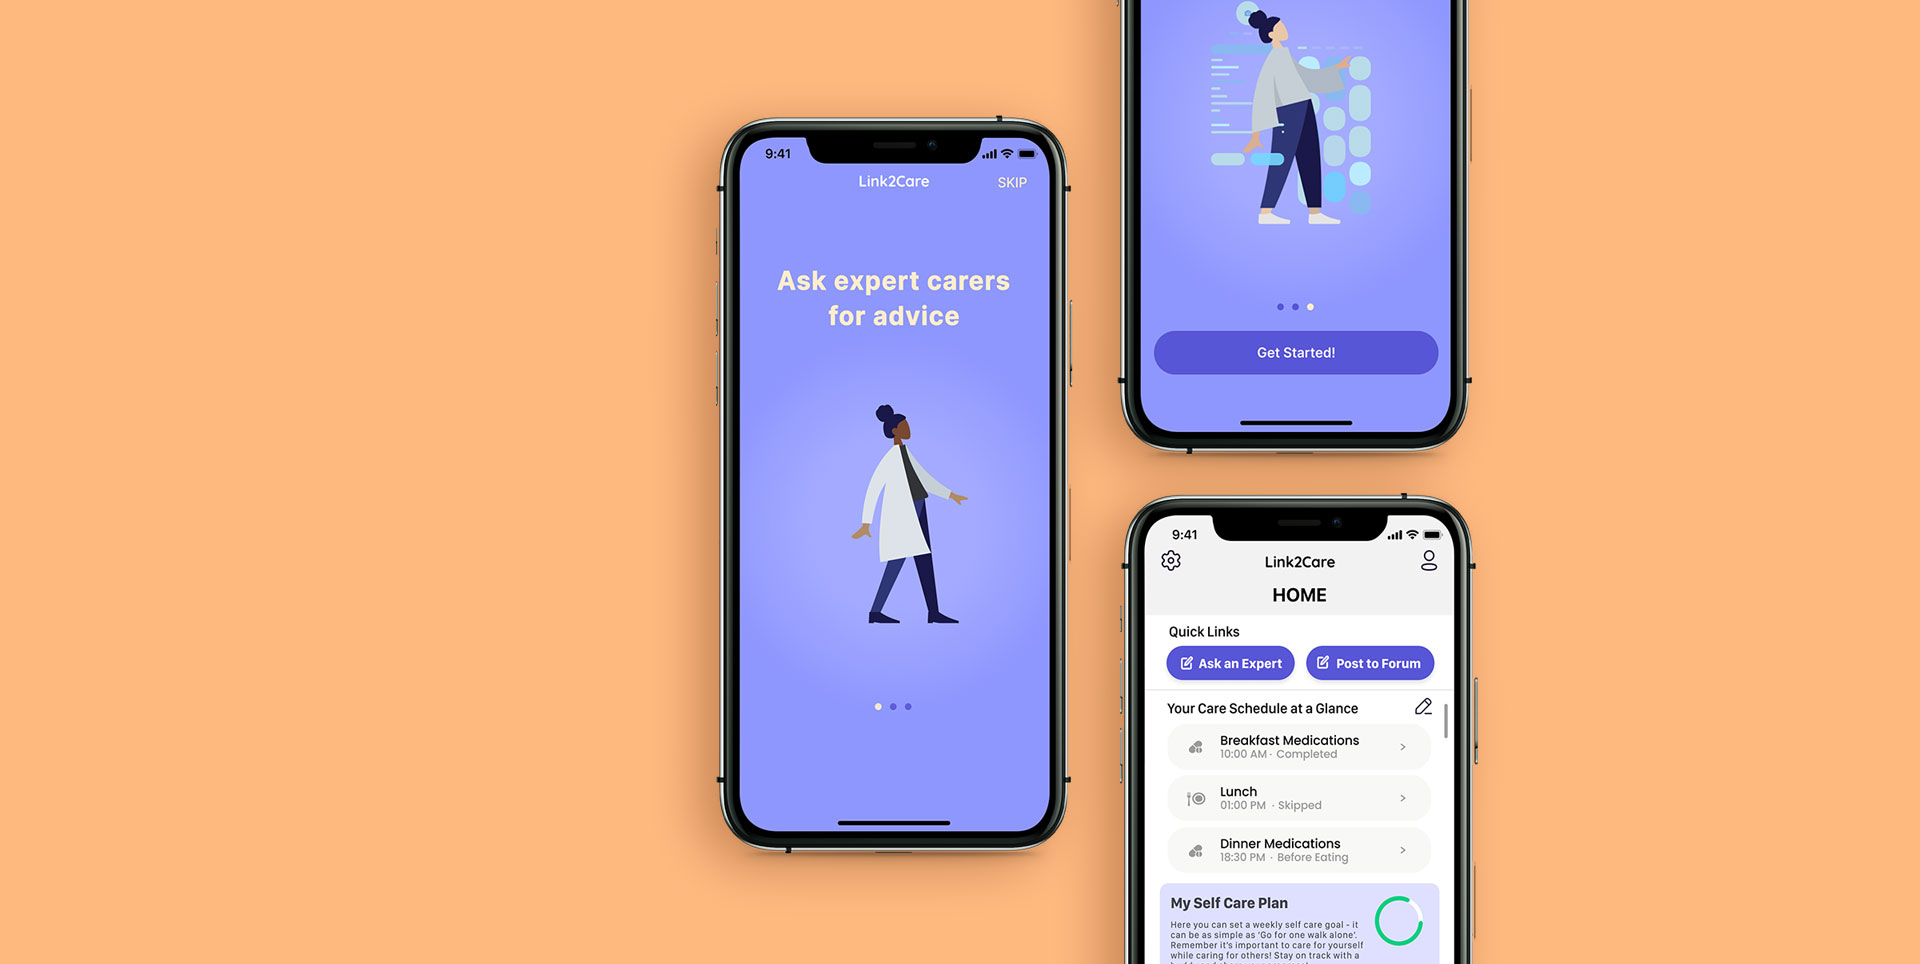 9:41
Link2Care
SKIP
Ask expert carers
for advice
Get Started!
9:41
Link2Care
HOME
Quick Links
Ask an Expert
Post to Forum
Your Care Schedule at a Glance
Breakfast Medications
10:00 AM · Completed
Lunch
01:00 PM · Skipped
Dinner Medications
18:30 PM · Before Eating
My Self Care Plan
Here you can set a weekly self care goal - it
can be as simple as ‘Go for one walk alone’.
Remember it's important to care for yourself
while caring for others! Stay on track with a